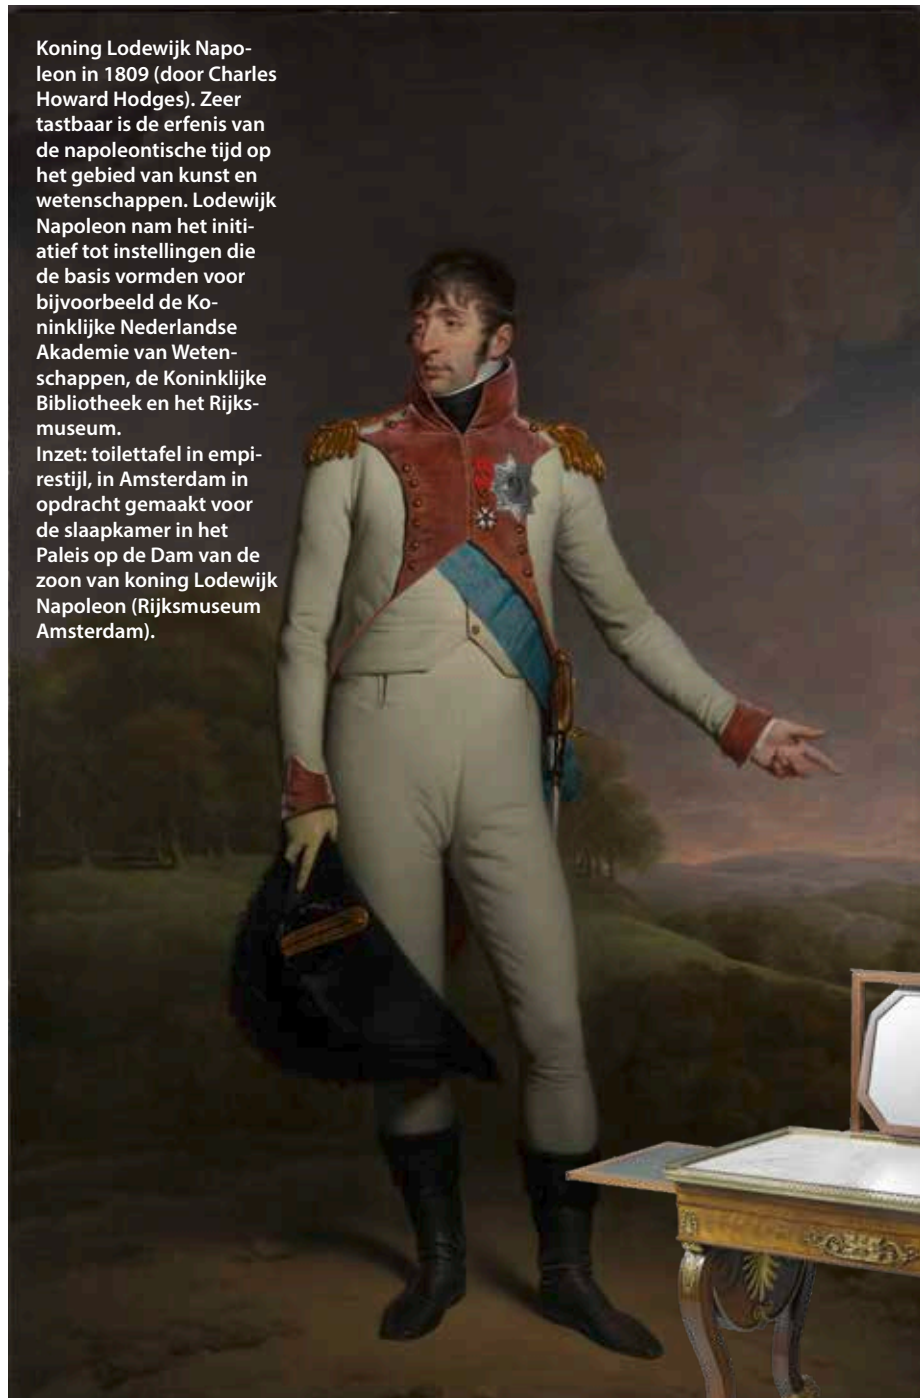 Koning Lodewijk Napo-
leon in 1809 (door Charles
Howard Hodges). Zeer
tastbaar is de erfenis van
de napoleontische tijd op
het gebied van kunst en
wetenschappen. Lodewijk
Napoleon nam het initi-
atief tot instellingen die
de basis vormden voor
bijvoorbeeld de Ko-
ninklijke Nederlandse
Akademie van Weten-
schappen, de Koninklijke
Bibliotheek en het Rijks-
museum.
Inzet: toilettafel in empi-
restijl, in Amsterdam in
opdracht gemaakt voor
de slaapkamer in het
Paleis op de Dam van de
zoon van koning Lodewijk
Napoleon (Rijksmuseum
Amsterdam).